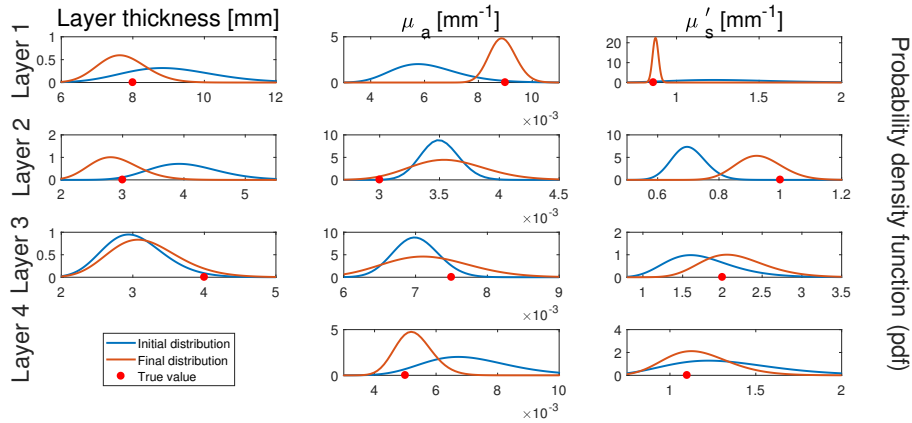 Layer thickness [mm]
μa [mm-1]
μs′ [mm-1]
Layer 1
1
0.5
0
6 8 10 12
5
0
4 6 8 10
×10-3
20
10
0
1 1.5 2
Layer 2
2
1
0
2 3 4 5
10
5
0
3 3.5 4 4.5
×10-3
10
5
0
0.6 0.8 1 1.2
Layer 3
1
0.5
0
2 3 4 5
10
5
0
6 7 8 9
×10-3
2
1
0
1 1.5 2 2.5 3 3.5
Layer 4
Initial distribution
Final distribution
True value
5
0
4 6 8 10
×10-3
4
2
0
1 1.5 2
Probability density function (pdf)